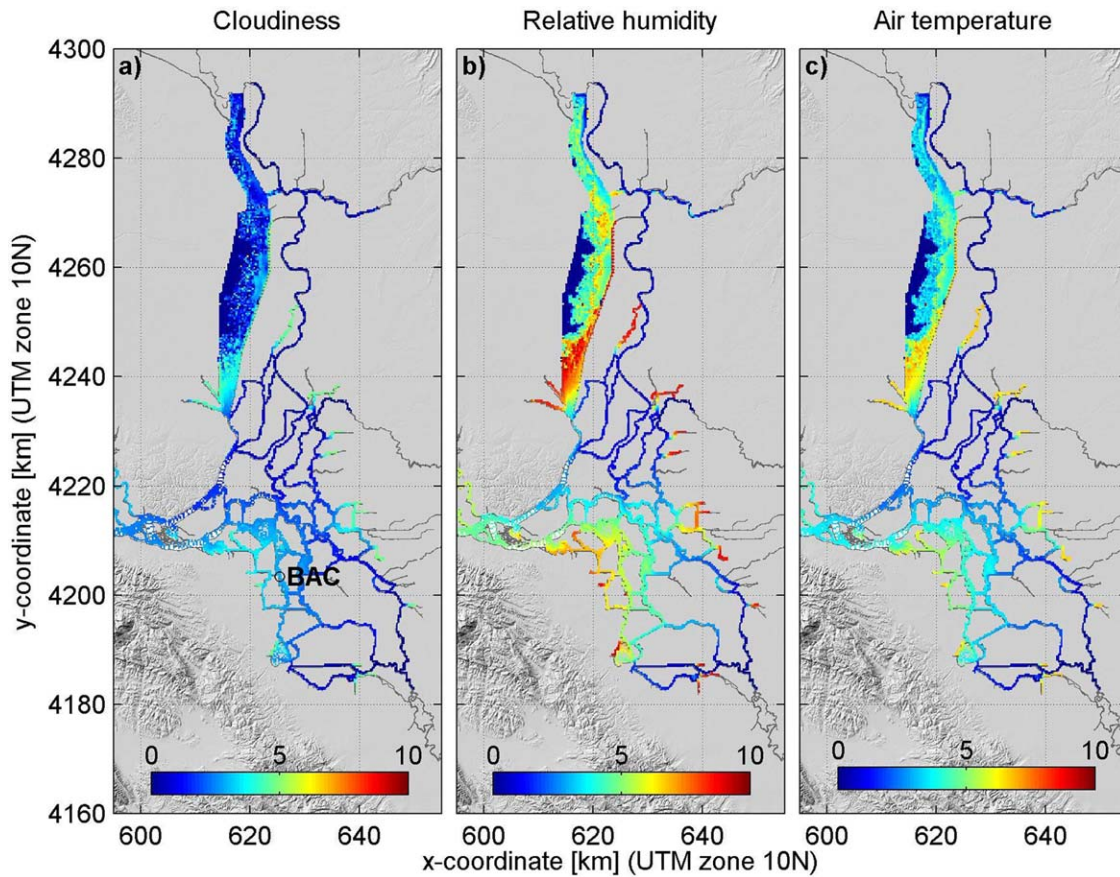 Cloudiness
Relative humidity
Air temperature
a)
b)
c)
4300
4280
4260
4240
4220
4200
4180
4160
y-coordinate [km] (UTM zone 10N)
BAC
0 5 10
0 5 10
0 5 10
600 620 640
600 620 640
600 620 640
x-coordinate [km] (UTM zone 10N)